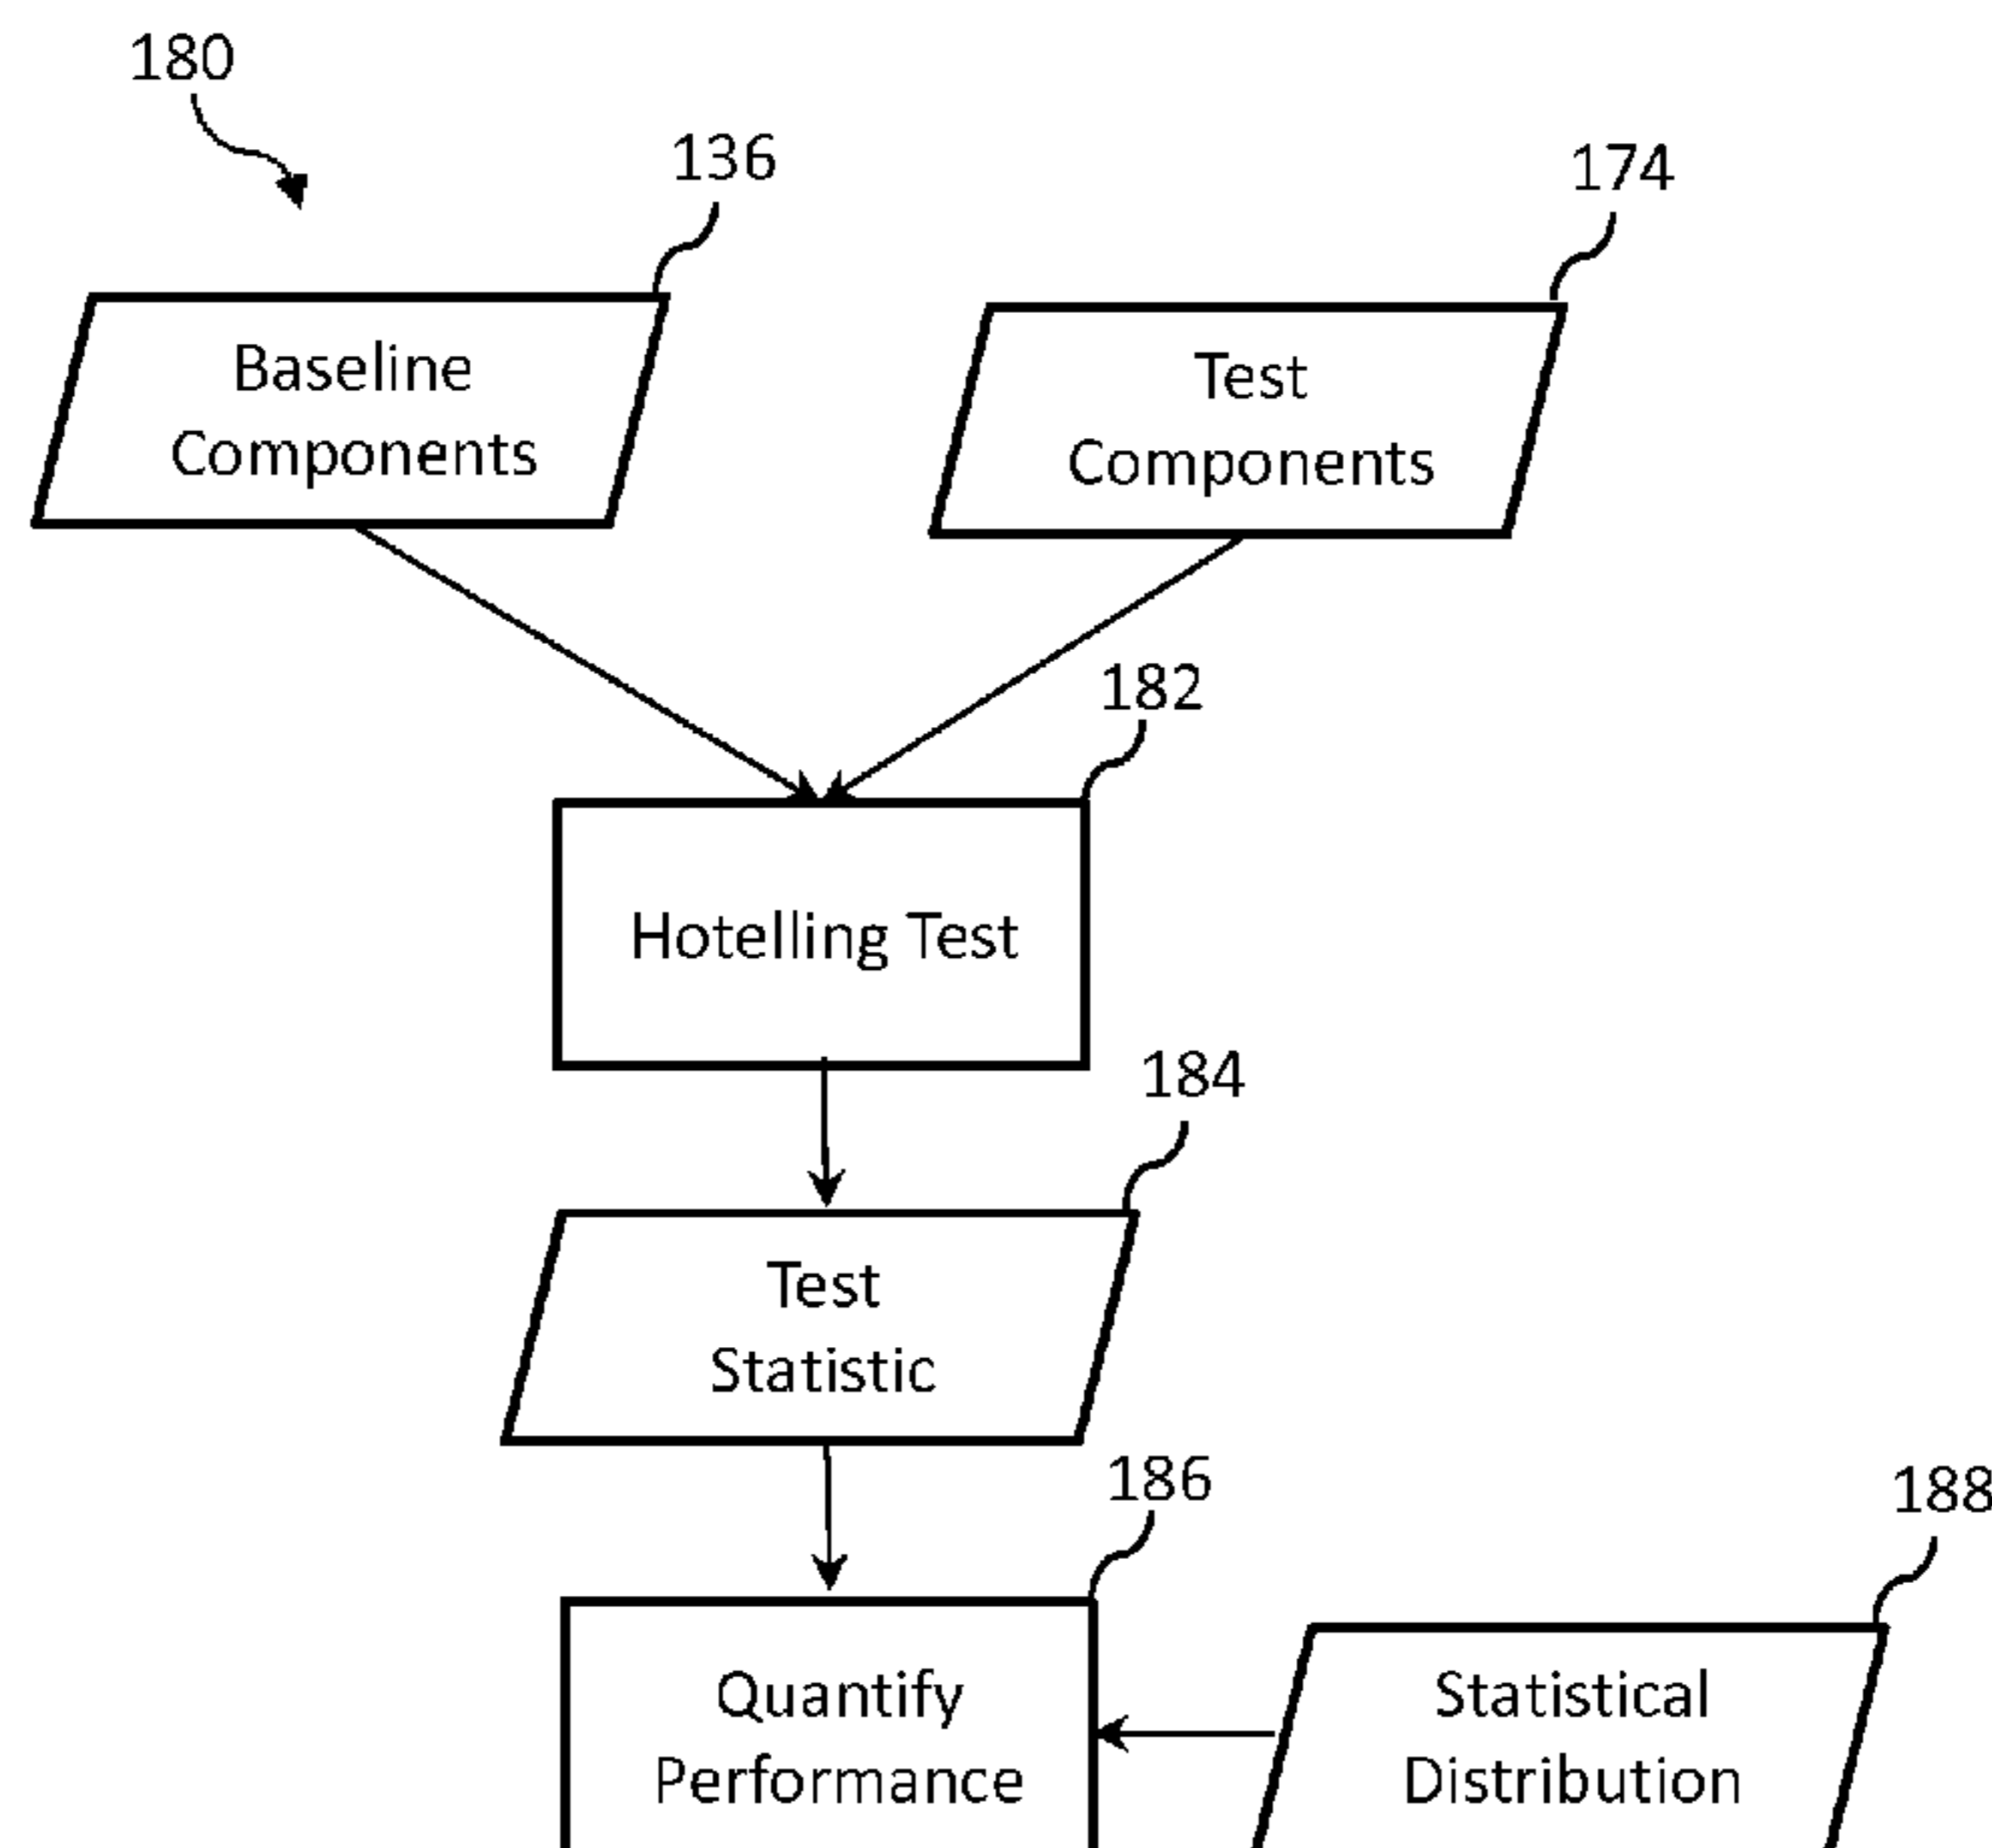 180
136
174
Baseline
Components
Test
Components
182
Hotelling Test
184
Test
Statistic
186
188
Quantify
Performance
Statistical
Distribution